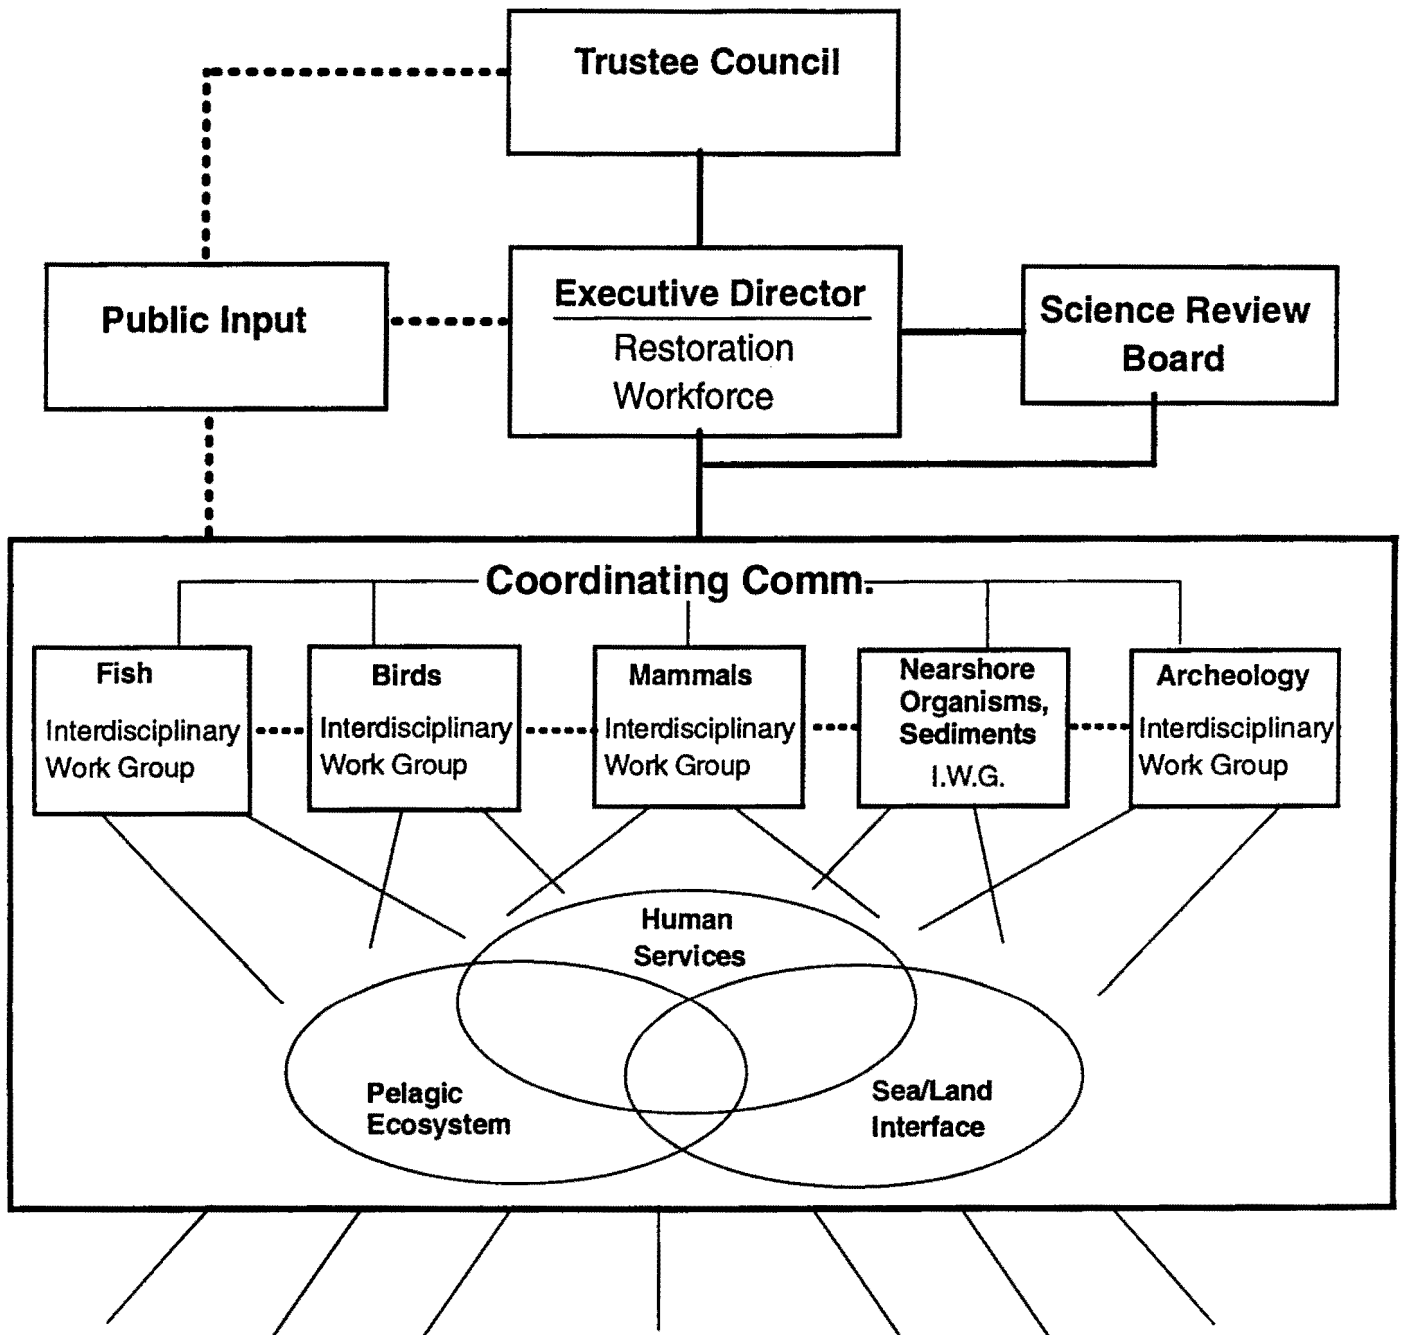 Trustee Council
Public Input
Executive Director
Restoration
Workforce
Science Review
Board
Coordinating Comm.
Fish
Interdisciplinary
Work Group
Birds
Interdisciplinary
Work Group
Mammals
Interdisciplinary
Work Group
Nearshore
Organisms,
Sediments
I.W.G.
Archeology
Interdisciplinary
Work Group
Human
Services
Pelagic
Ecosystem
Sea/Land
Interface